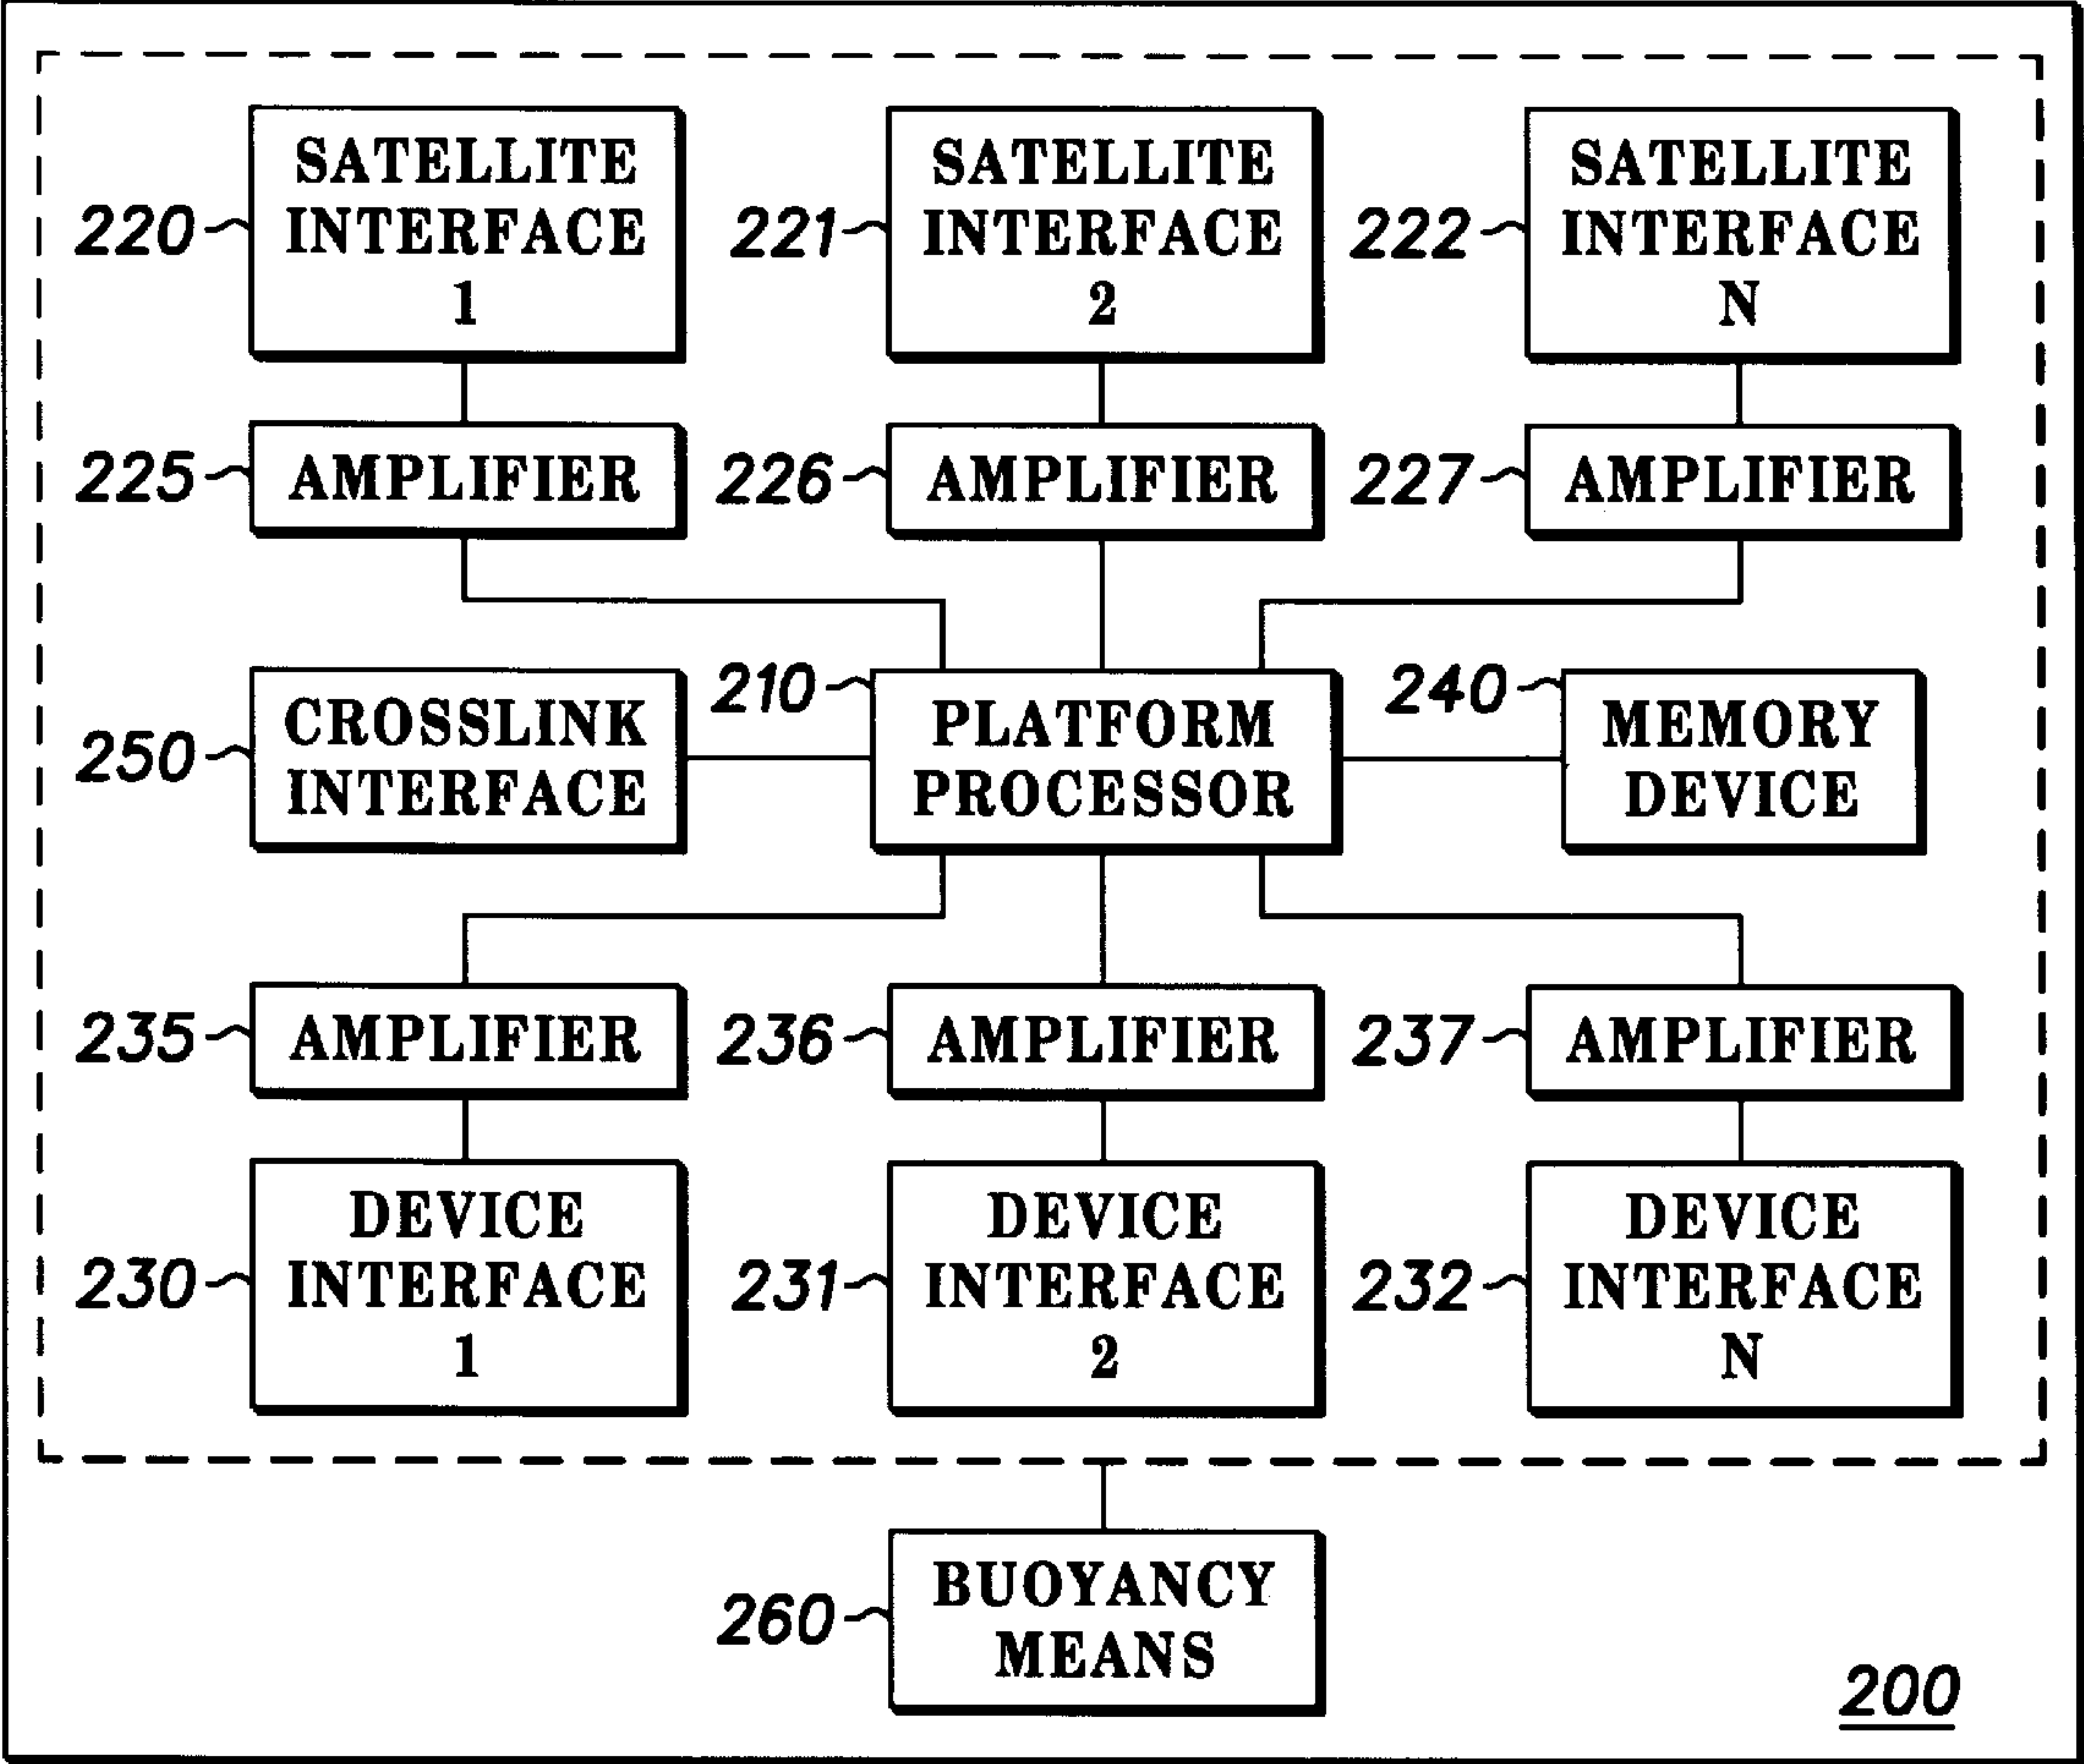 SATELLITE
INTERFACE
1
220
SATELLITE
INTERFACE
2
221
SATELLITE
INTERFACE
N
222
225
AMPLIFIER
226
AMPLIFIER
227
AMPLIFIER
250
CROSSLINK
INTERFACE
210
PLATFORM
PROCESSOR
240
MEMORY
DEVICE
235
AMPLIFIER
236
AMPLIFIER
237
AMPLIFIER
230
DEVICE
INTERFACE
1
231
DEVICE
INTERFACE
2
232
DEVICE
INTERFACE
N
260
BUOYANCY
MEANS
200